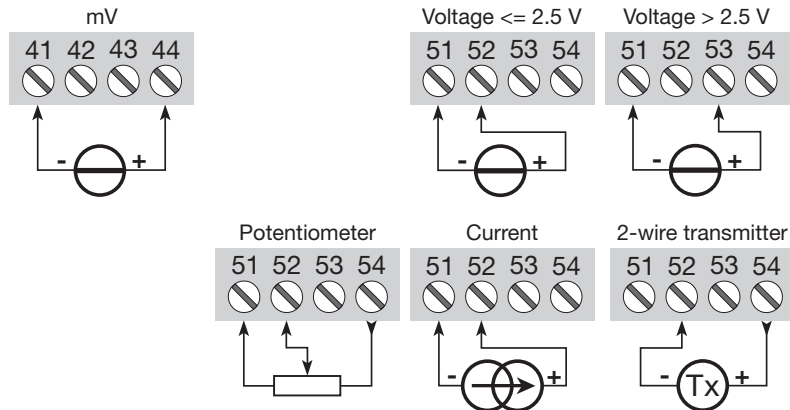 mV
Voltage <= 2.5 V
Voltage > 2.5 V
41 42 43 44
51 52 53 54
51 52 53 54
- +
- +
- +
Potentiometer
Current
2-wire transmitter
51 52 53 54
51 52 53 54
51 52 53 54
- +
- Tx +